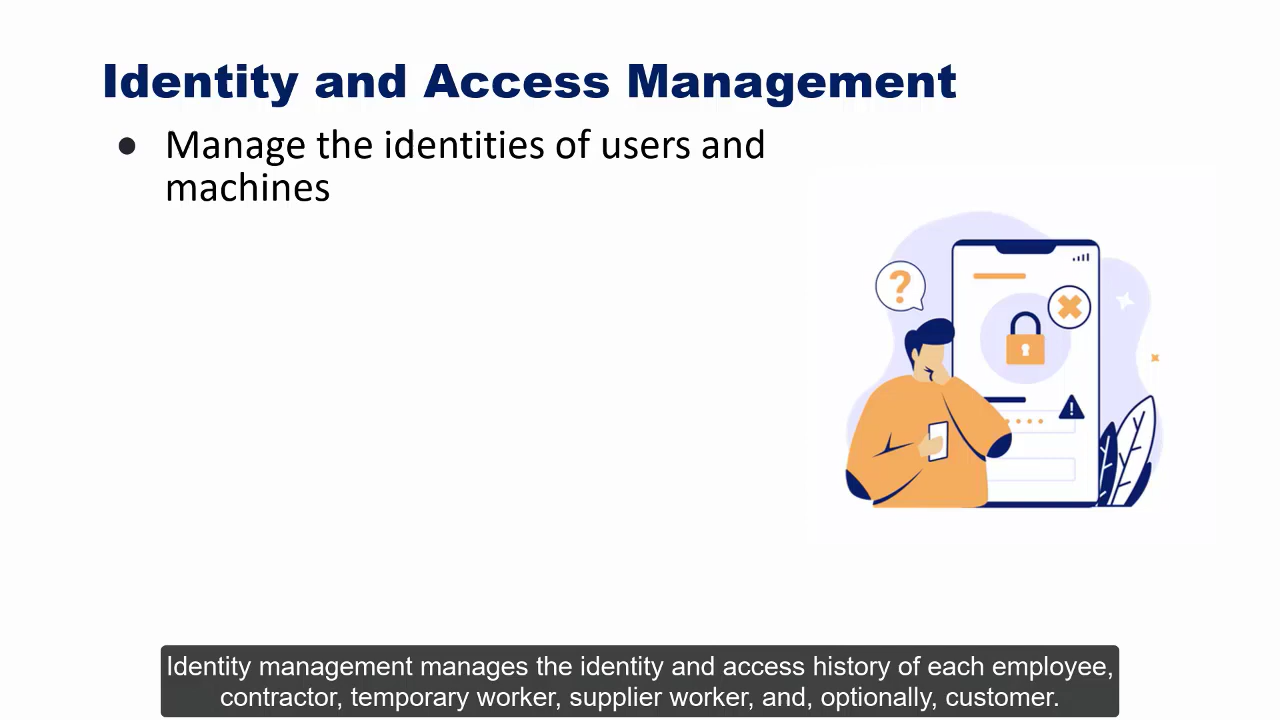 Identity and Access Management
● Manage the identities of users and
machines
?
!
Identity management manages the identity and access history of each employee,
contractor, temporary worker, supplier worker, and, optionally, customer.